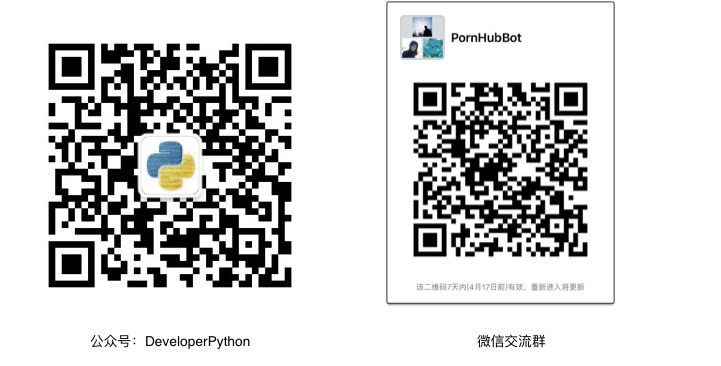 PornHubBot
该二维码7天内(4月17日前)有效，重新进入将更新
公众号：DeveloperPython
微信交流群